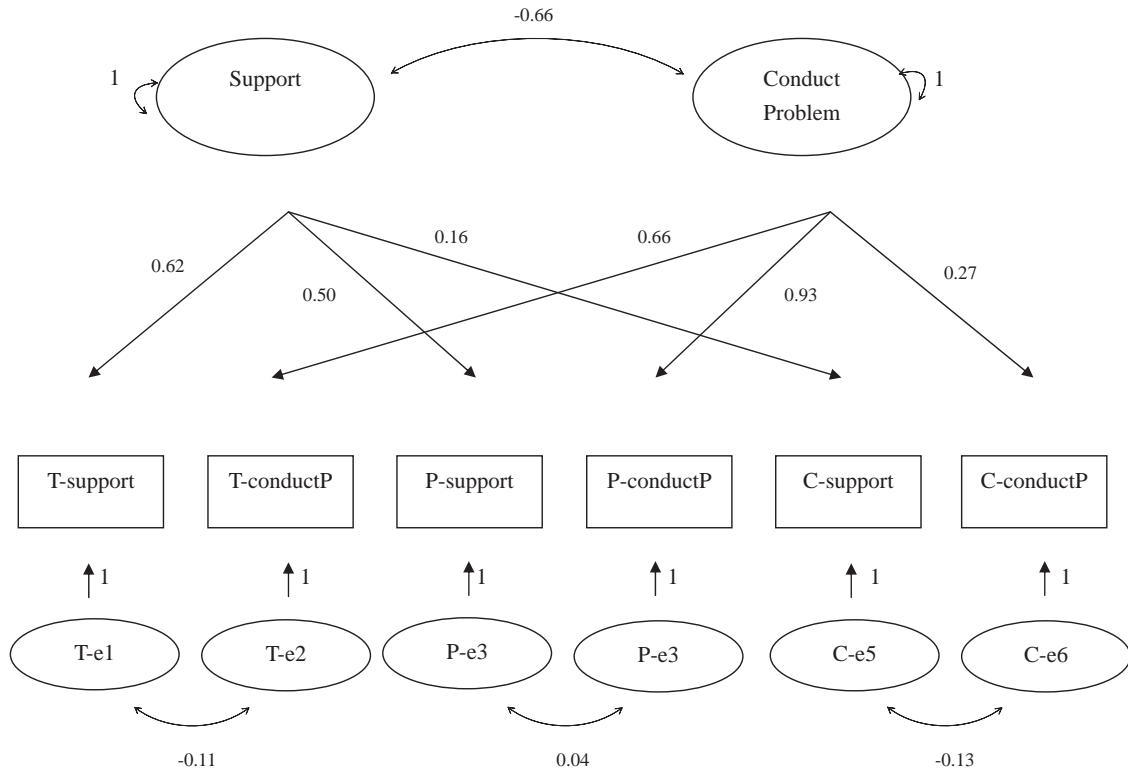 -0.66
1
Support
Conduct
Problem
1
0.62
0.50
0.16
0.66
0.93
0.27
T-support
T-conductP
P-support
P-conductP
C-support
C-conductP
1
1
1
1
1
1
T-e1
T-e2
P-e3
P-e3
C-e5
C-e6
-0.11
0.04
-0.13